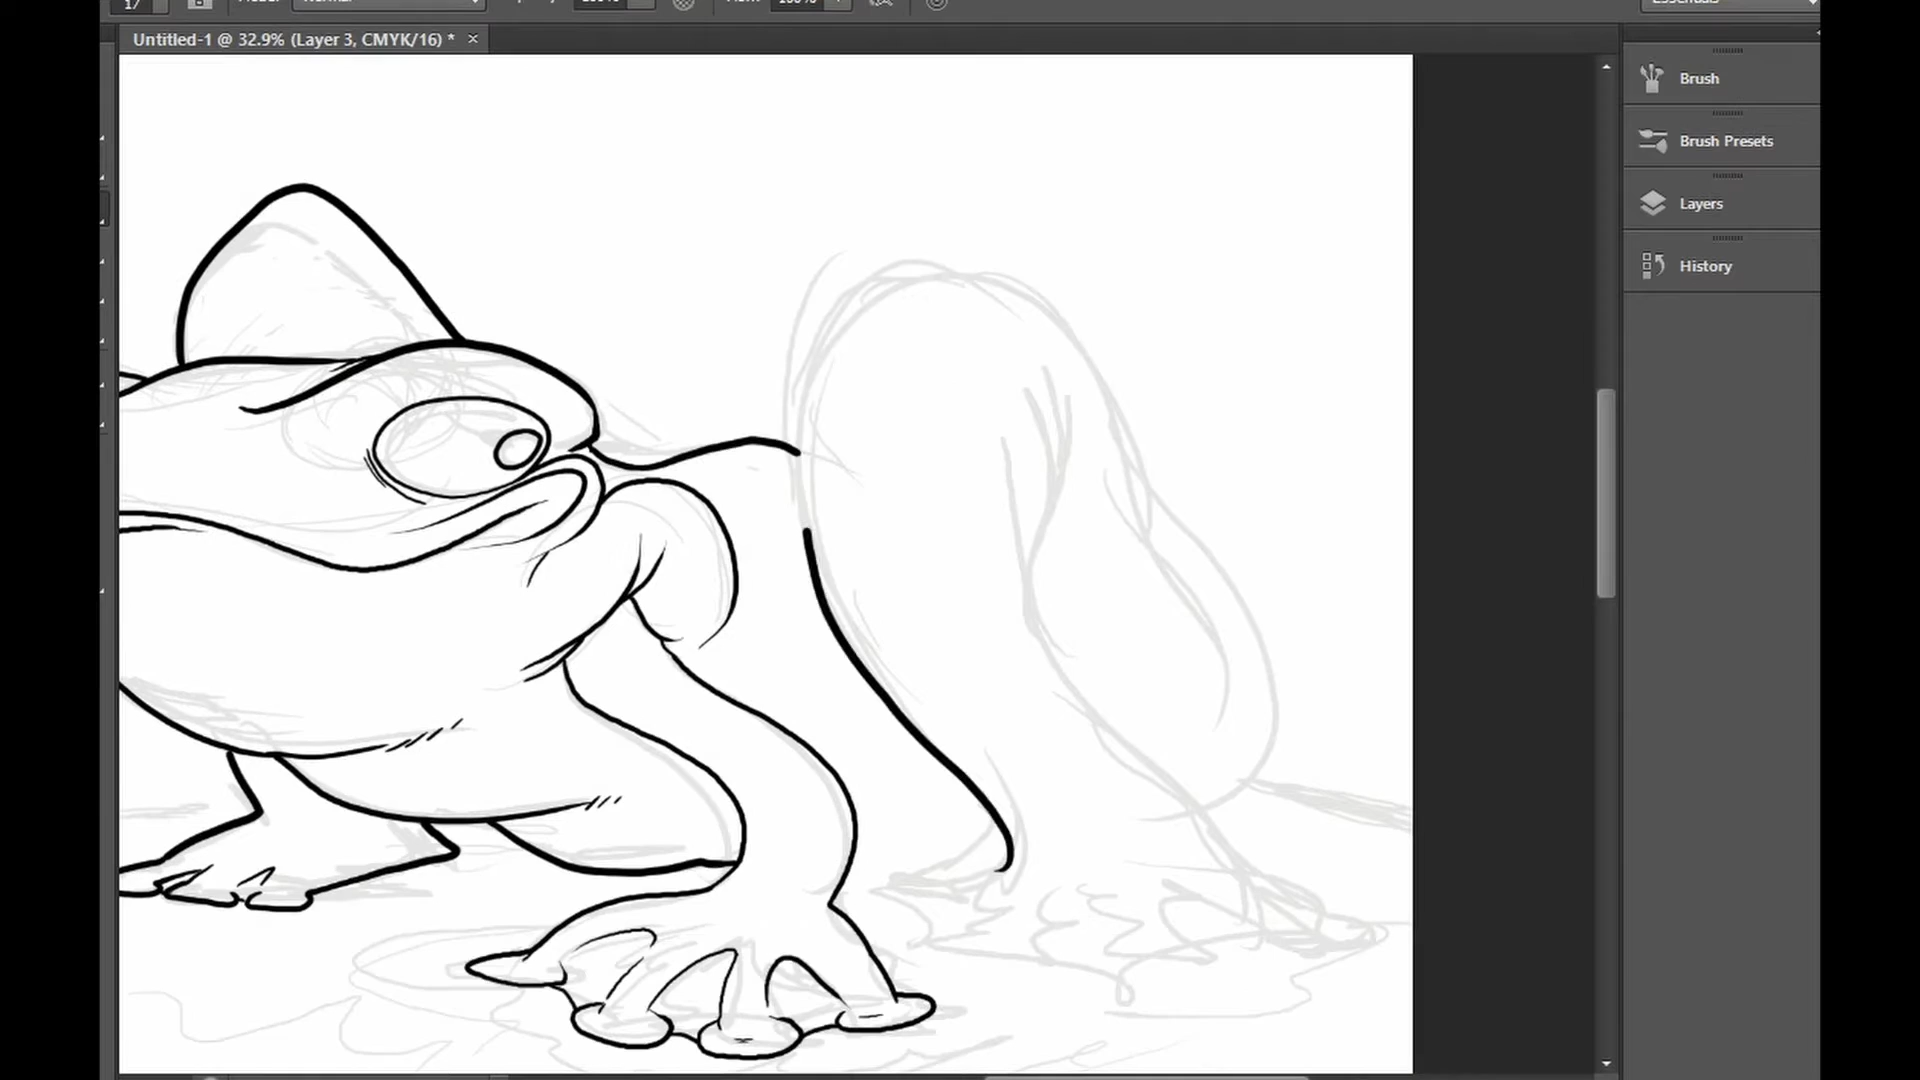 Untitled-1 @ 32.9% (Layer 3, CMYK/16) *
Brush
Brush Presets
Layers
History